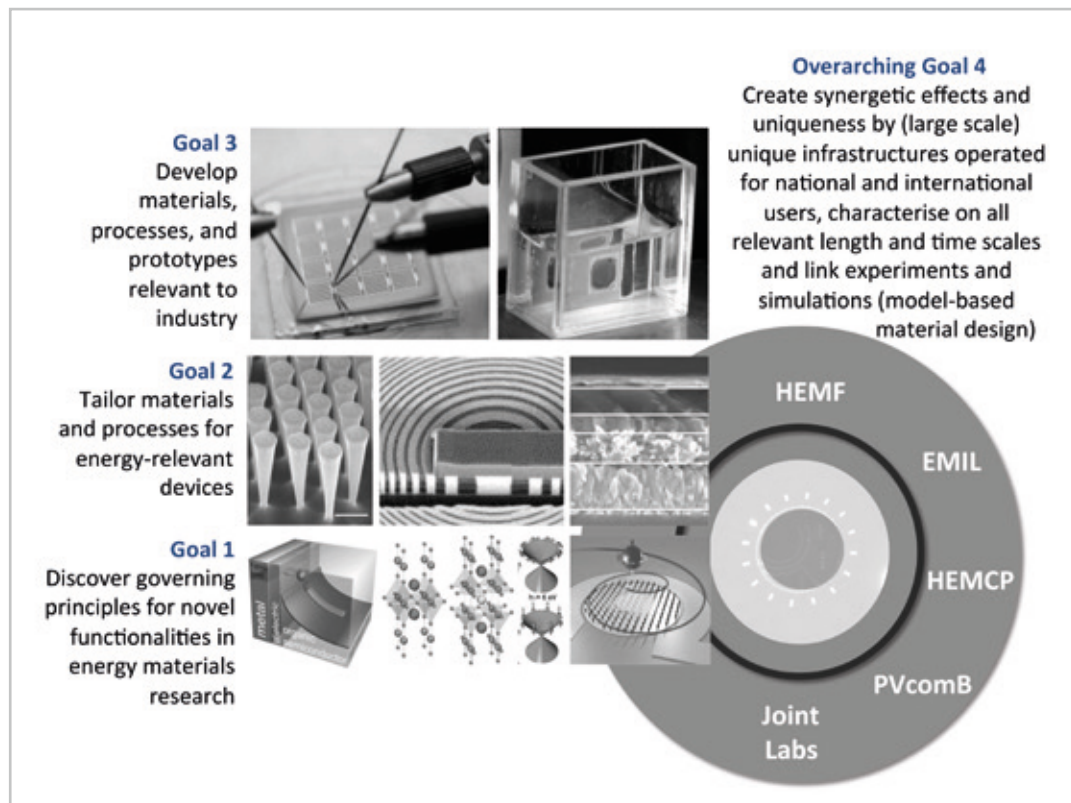 Overarching Goal 4
Create synergetic effects and
uniqueness by (large scale)
unique infrastructures operated
for national and international
users, characterise on all
relevant length and time scales
and link experiments and
simulations (model-based
material design)
Goal 3
Develop
materials,
processes, and
prototypes
relevant to
industry
Goal 2
Tailor materials
and processes for
energy-relevant
devices
Goal 1
Discover governing
principles for novel
functionalities in
energy materials
research
metal
HEMF
EMIL
HEMCP
PVcomB
Joint
Labs